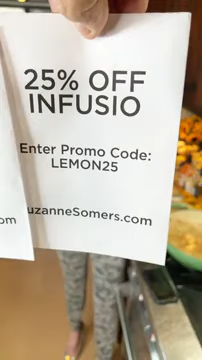 25% OFF
INFUSIO
Enter Promo Code:
LEMON25
uzanneSomers.com
om